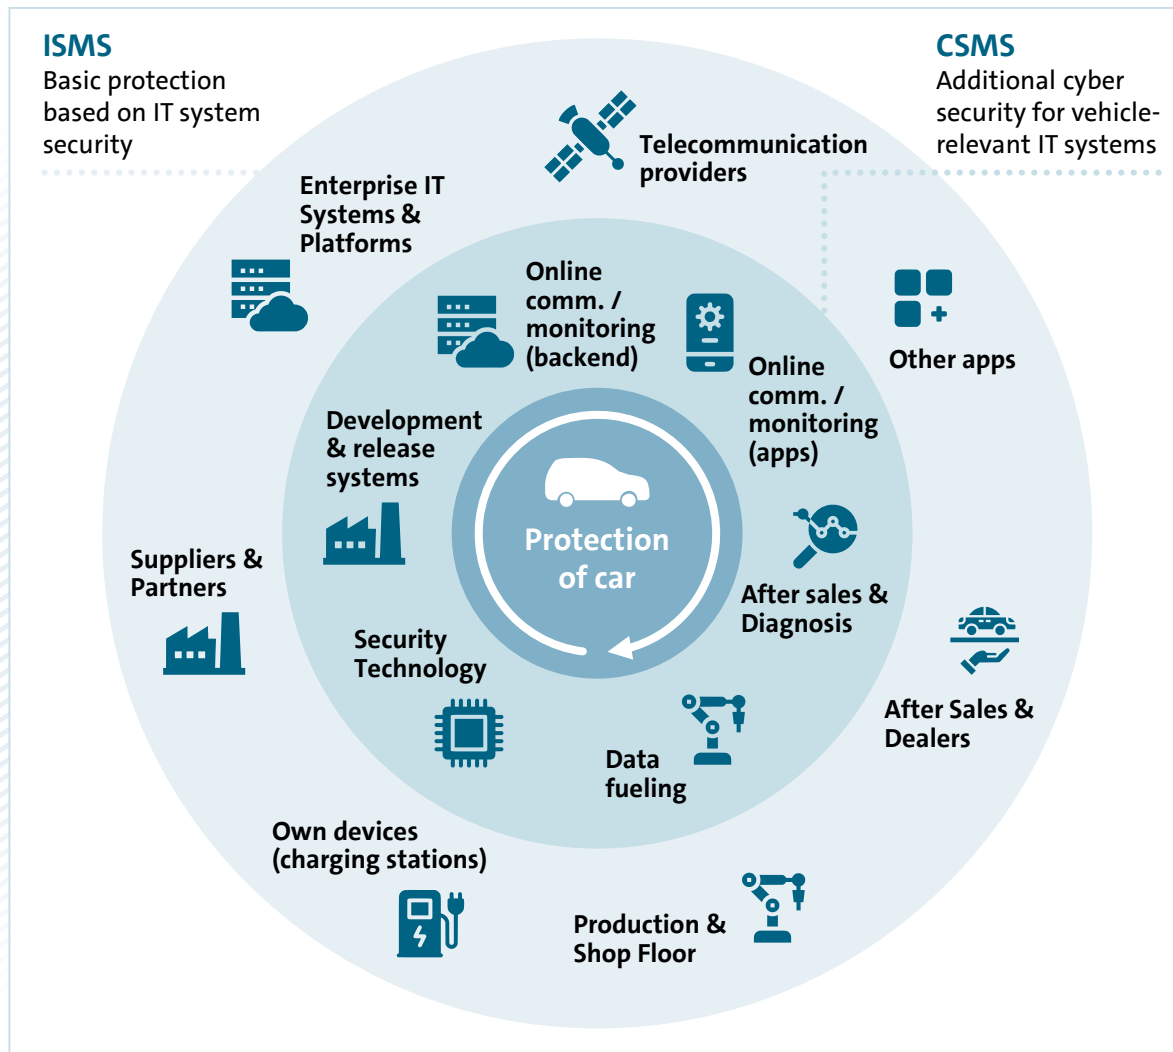 ISMS
Basic protection
based on IT system
security
CSMS
Additional cyber
security for vehicle-
relevant IT systems
Telecommunication
providers
Enterprise IT
Systems &
Platforms
Online
comm. /
monitoring
(backend)
Online
comm. /
monitoring
(apps)
Other apps
Development
& release
systems
Protection
of car
Suppliers &
Partners
After sales &
Diagnosis
Security
Technology
After Sales &
Dealers
Data
fueling
Own devices
(charging stations)
Production &
Shop Floor